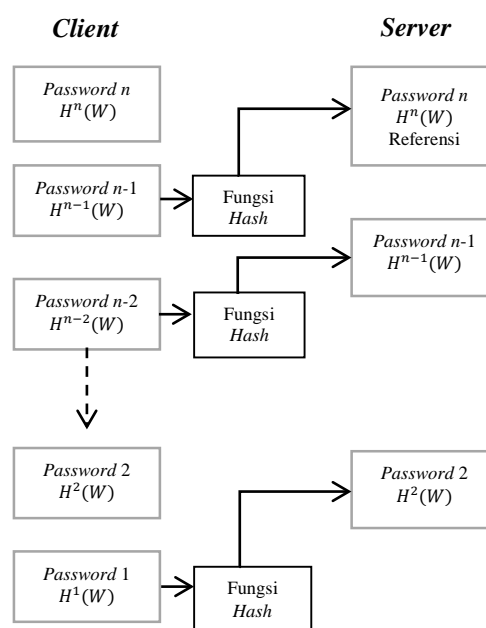 Client
Server
Password n
H^n(W)
Password n
H^n(W)
Referensi
Password n-1
H^{n-1}(W)
Fungsi
Hash
Password n-1
H^{n-1}(W)
Password n-2
H^{n-2}(W)
Fungsi
Hash
Password 2
H^2(W)
Password 2
H^2(W)
Password 1
H^1(W)
Fungsi
Hash